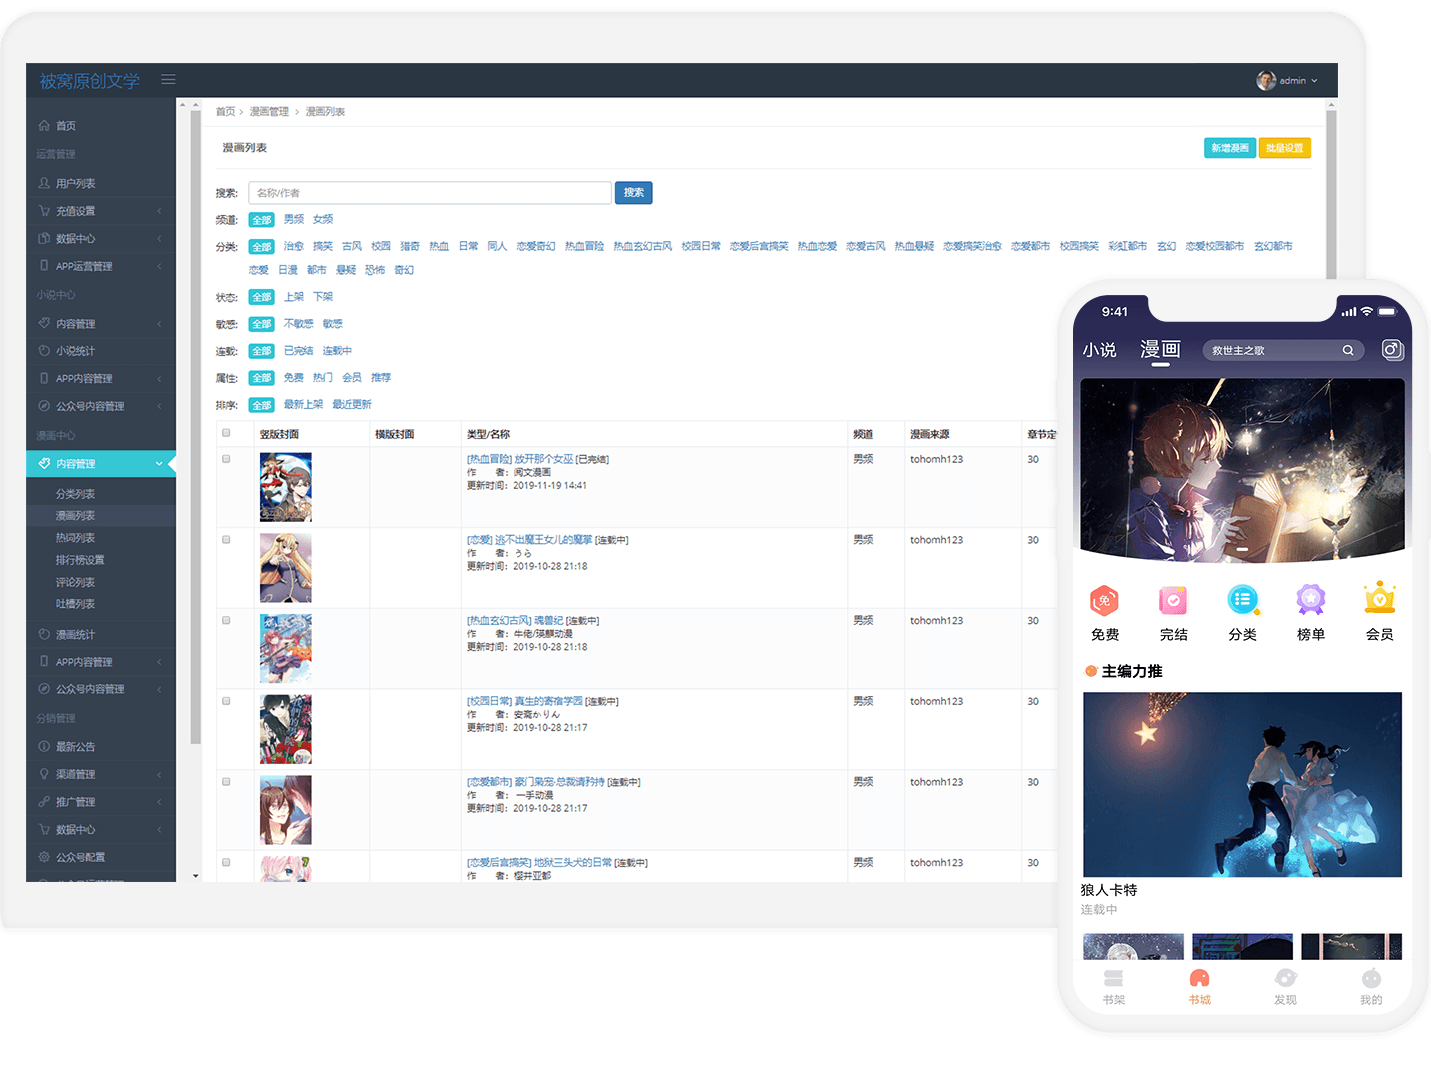 被窝原创文学
admin
首页
运营管理
用户列表
充值设置
数据中心
APP运营管理
小说中心
内容管理
小说统计
APP内容管理
公众号内容管理
漫画中心
内容管理
分类列表
漫画列表
热词列表
排行榜设置
评论列表
吐槽列表
漫画统计
APP内容管理
公众号内容管理
分销管理
最新公告
渠道管理
推广管理
数据中心
公众号配置
首页 > 漫画管理 > 漫画列表
漫画列表
新增漫画 批量设置
搜索: 名称/作者 搜索
频道: 全部 男频 女频
分类: 全部 治愈 搞笑 古风 校园 猎奇 热血 日常 同人 恋爱奇幻 热血冒险 热血玄幻古风 校园日常 恋爱后宫搞笑 热血恋爱 恋爱古风 热血悬疑 恋爱搞笑治愈 恋爱都市 校园搞笑 彩虹都市 玄幻 恋爱校园都市 玄幻都市
恋爱 日漫 都市 悬疑 恐怖 奇幻
状态: 全部 上架 下架
敏感: 全部 不敏感 敏感
连载: 全部 已完结 连载中
属性: 全部 免费 热门 会员 推荐
排序: 全部 最新上架 最近更新
竖版封面 横版封面 类型/名称 频道 漫画来源 章节定
[热血冒险] 放开那个女巫 [已完结] 男频 tohomh123 30
作 者: 阅文漫画
更新时间: 2019-11-19 14:41
[恋爱] 逃不出魔王女儿的魔掌 [连载中] 男频 tohomh123 30
作 者: うら
更新时间: 2019-10-28 21:18
[热血玄幻古风] 魂兽纪 [连载中] 男频 tohomh123 30
作 者: 牛佬/瑛麒动漫
更新时间: 2019-10-28 21:18
[校园日常] 真生的寄宿学园 [连载中] 男频 tohomh123 30
作 者: 安斋かりん
更新时间: 2019-10-28 21:17
[恋爱都市] 豪门枭宠·总裁请矜持 [连载中] 男频 tohomh123 30
作 者: 一手动漫
更新时间: 2019-10-28 21:17
[恋爱后宫搞笑] 地狱三头犬的日常 [连载中] 男频 tohomh123 30
作 者: 樱井亚都
7
9:41
小说 漫画 救世主之歌
免
免费 完结 分类 榜单 会员
主编力推
狼人卡特
连载中
书架 书城 发现 我的